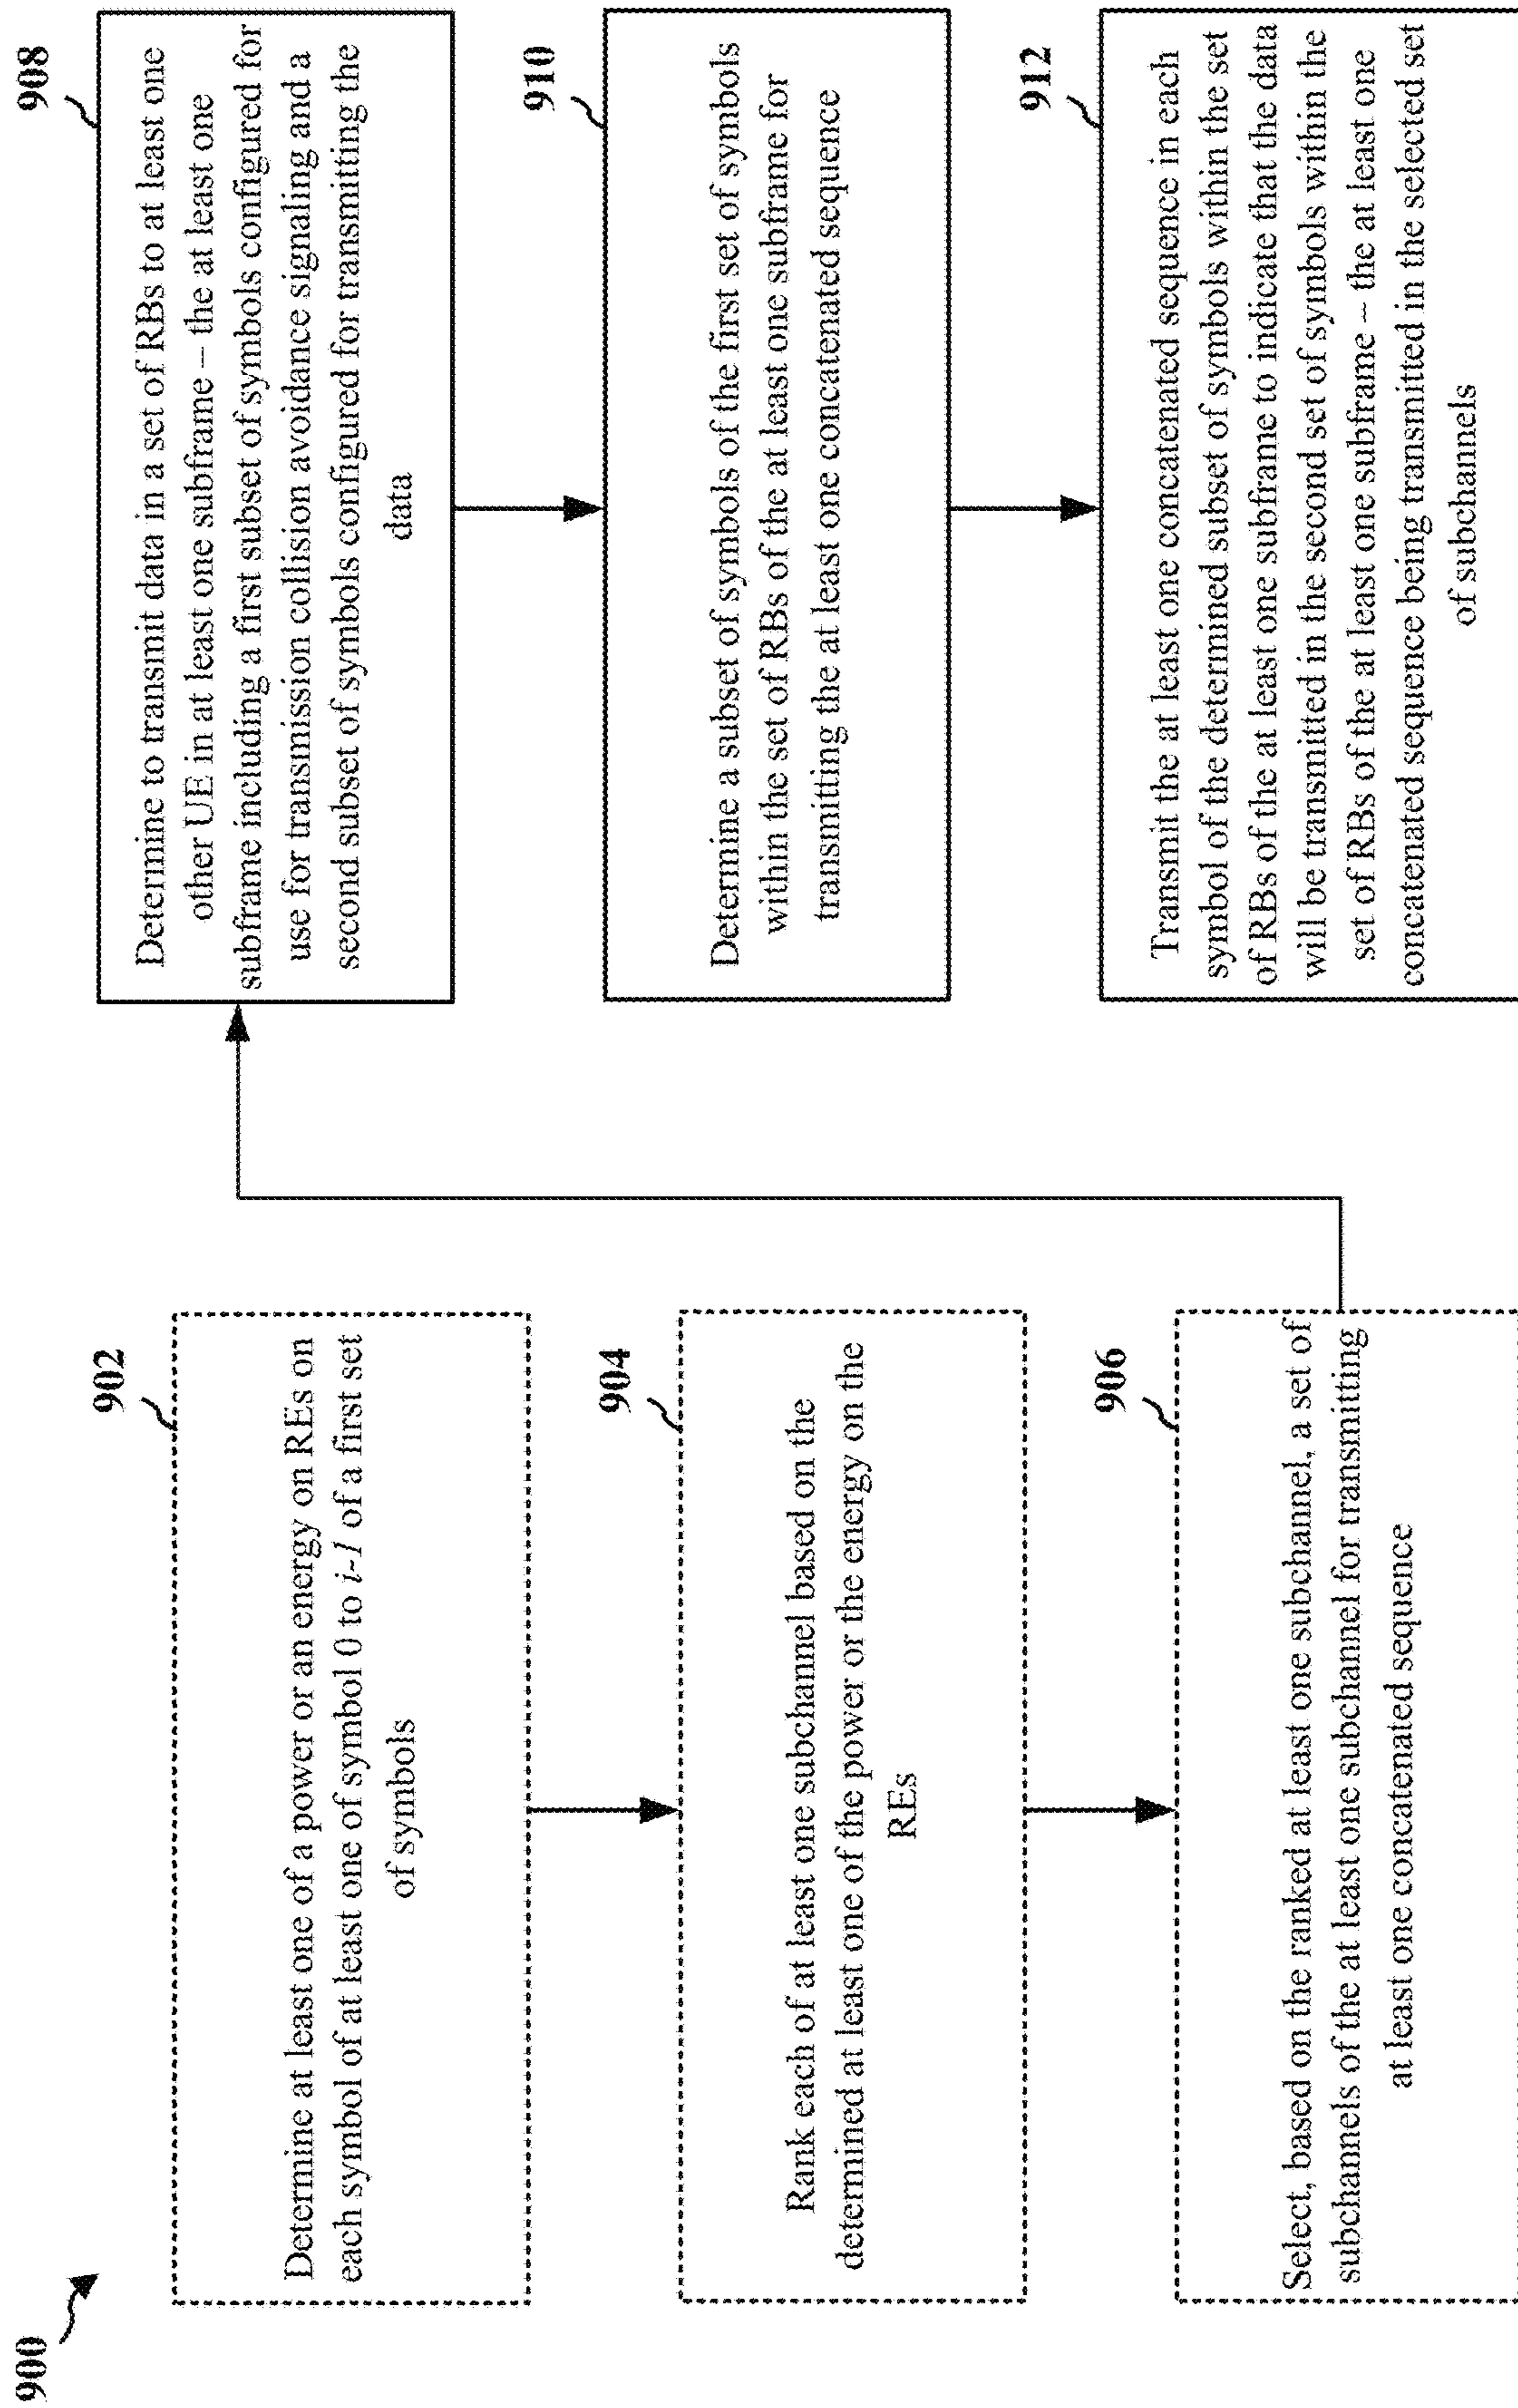 900
902
Determine at least one of a power or an energy on REs on
each symbol of at least one of symbol 0 to i-1 of a first set
of symbols
904
Rank each of at least one subchannel based on the
determined at least one of the power or the energy on the
REs
906
Select, based on the ranked at least one subchannel, a set of
subchannels of the at least one subchannel for transmitting
at least one concatenated sequence
908
Determine to transmit data in a set of RBs to at least one
other UE in at least one subframe – the at least one
subframe including a first subset of symbols configured for
use for transmission collision avoidance signaling and a
second subset of symbols configured for transmitting the
data
910
Determine a subset of symbols of the first set of symbols
within the set of RBs of the at least one subframe for
transmitting the at least one concatenated sequence
912
Transmit the at least one concatenated sequence in each
symbol of the determined subset of symbols within the set
of RBs of the at least one subframe to indicate that the data
will be transmitted in the second set of symbols within the
set of RBs of the at least one subframe – the at least one
concatenated sequence being transmitted in the selected set
of subchannels